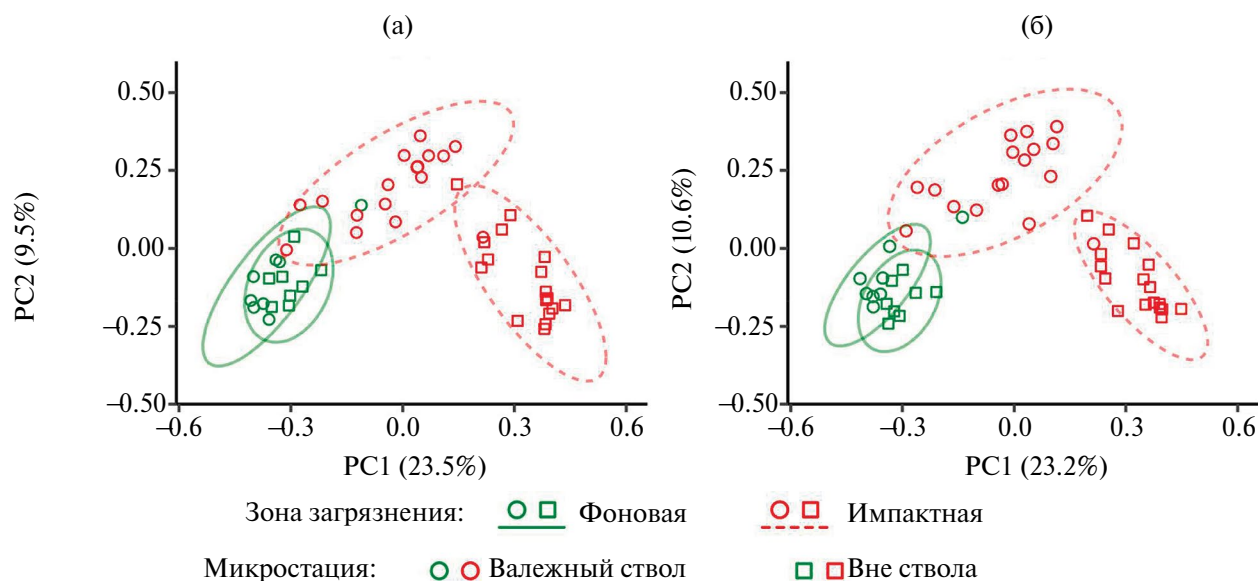 (а)
(б)
0.50
0.25
0.00
–0.25
–0.50
PC2 (9.5%)
–0.6
–0.3
0.0
0.3
0.6
PC1 (23.5%)
0.50
0.25
0.00
–0.25
–0.50
PC2 (10.6%)
–0.6
–0.3
0.0
0.3
0.6
PC1 (23.2%)
Зона загрязнения: Фоновая Импактная
Микростация: Валежный ствол Вне ствола